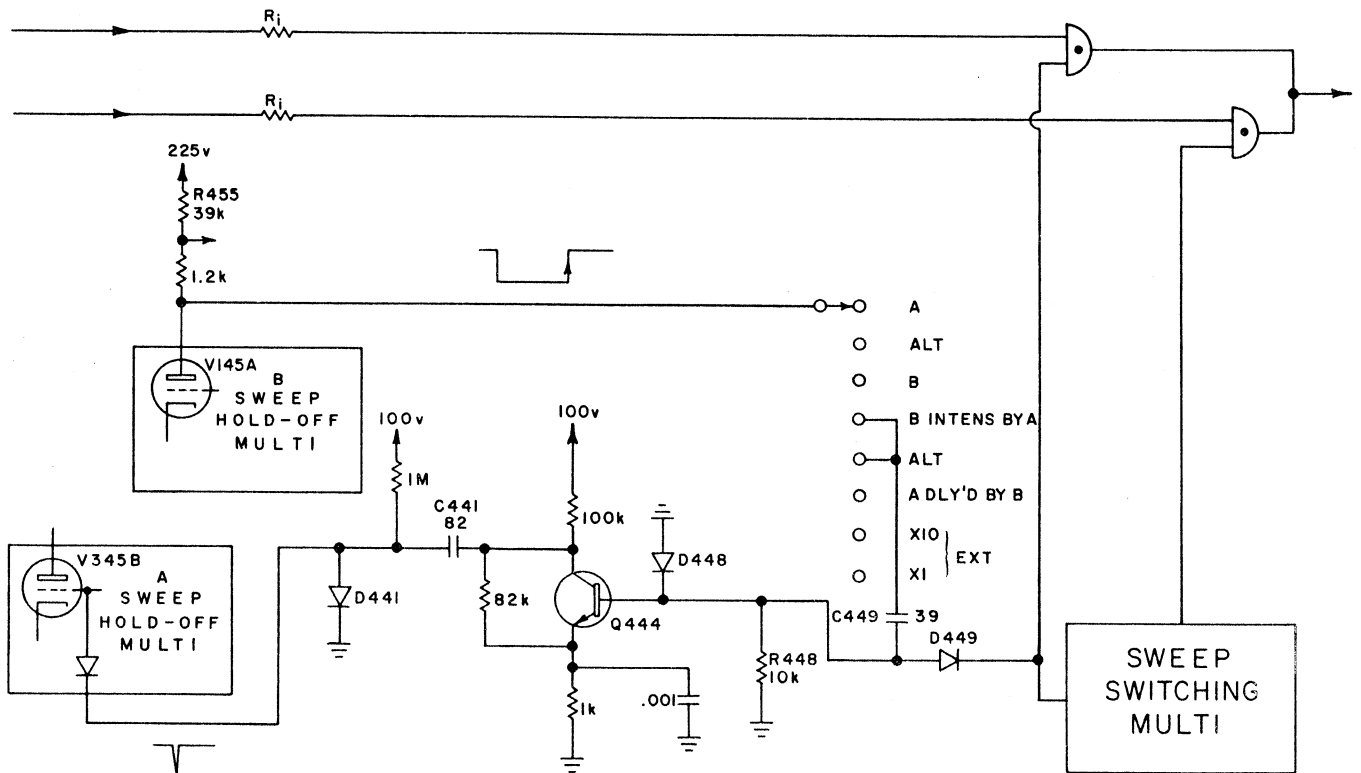 Ri
Ri
225v
R455
39k
1.2k
A
ALT
B
B INTENS BY A
ALT
A DLY'D BY B
X10
X1
EXT
V145A
B
SWEEP
HOLD-OFF
MULTI
100v
1M
C441
82
100v
100k
D448
V345B
A
SWEEP
HOLD-OFF
MULTI
D441
82k
Q444
C449
39
D449
R448
10k
1k
.001
SWEEP
SWITCHING
MULTI